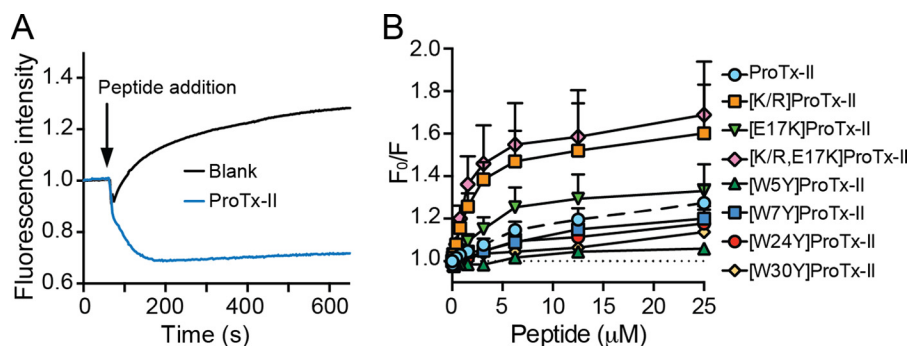 A
Fluorescence intensity
1.4
1.2
1.0
0.8
0.6
Peptide addition
Blank
ProTx-II
0 200 400 600
Time (s)
B
F₀/F
2.0
1.8
1.6
1.4
1.2
1.0
0 5 10 15 20 25
Peptide (μM)
ProTx-II
[K/R]ProTx-II
[E17K]ProTx-II
[K/R,E17K]ProTx-II
[W5Y]ProTx-II
[W7Y]ProTx-II
[W24Y]ProTx-II
[W30Y]ProTx-II